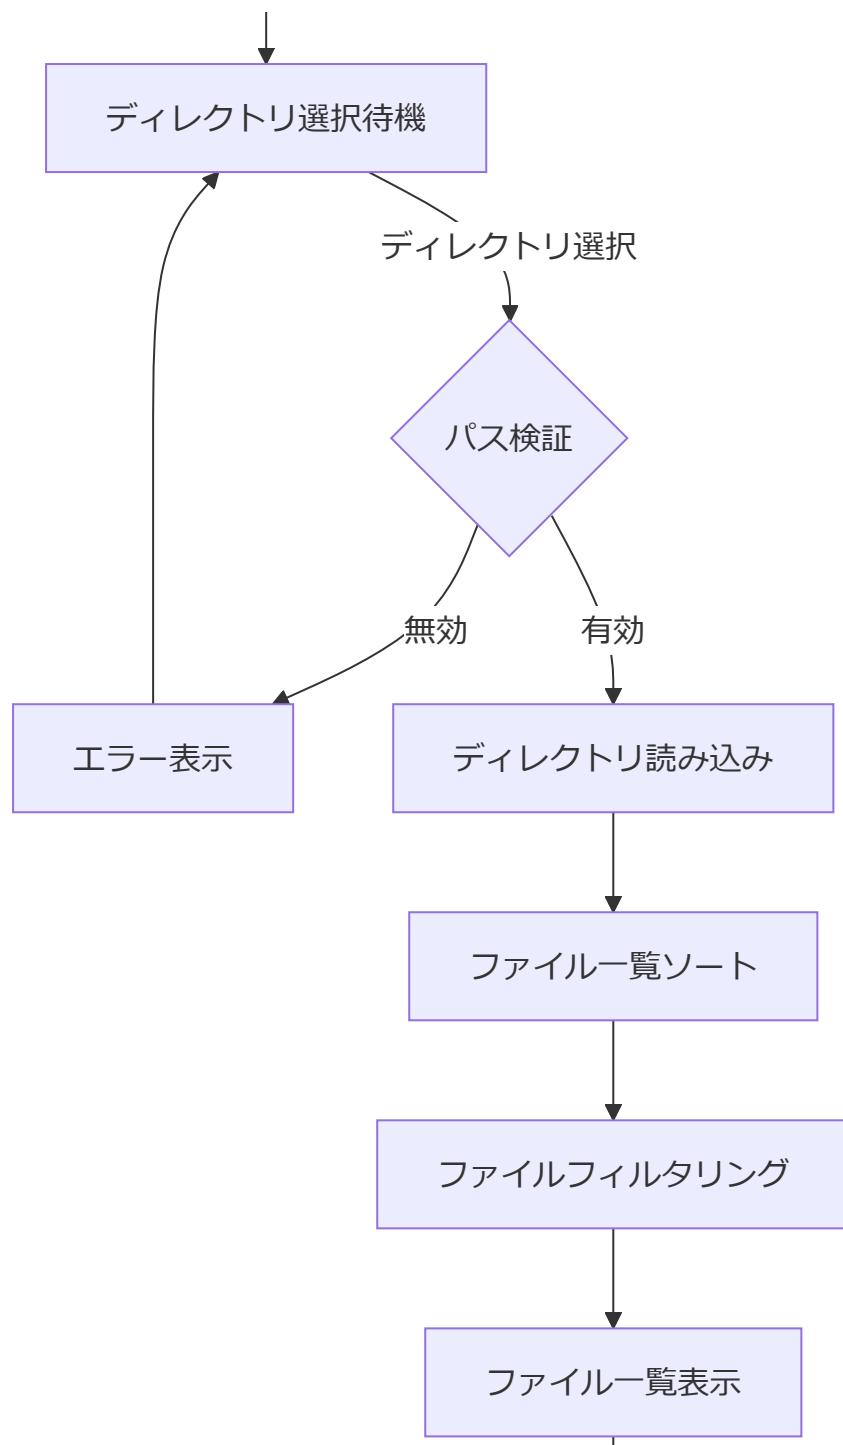 ディレクトリ選択待機
ディレクトリ選択
パス検証
無効
有効
エラー表示
ディレクトリ読み込み
ファイル一覧ソート
ファイルフィルタリング
ファイル一覧表示